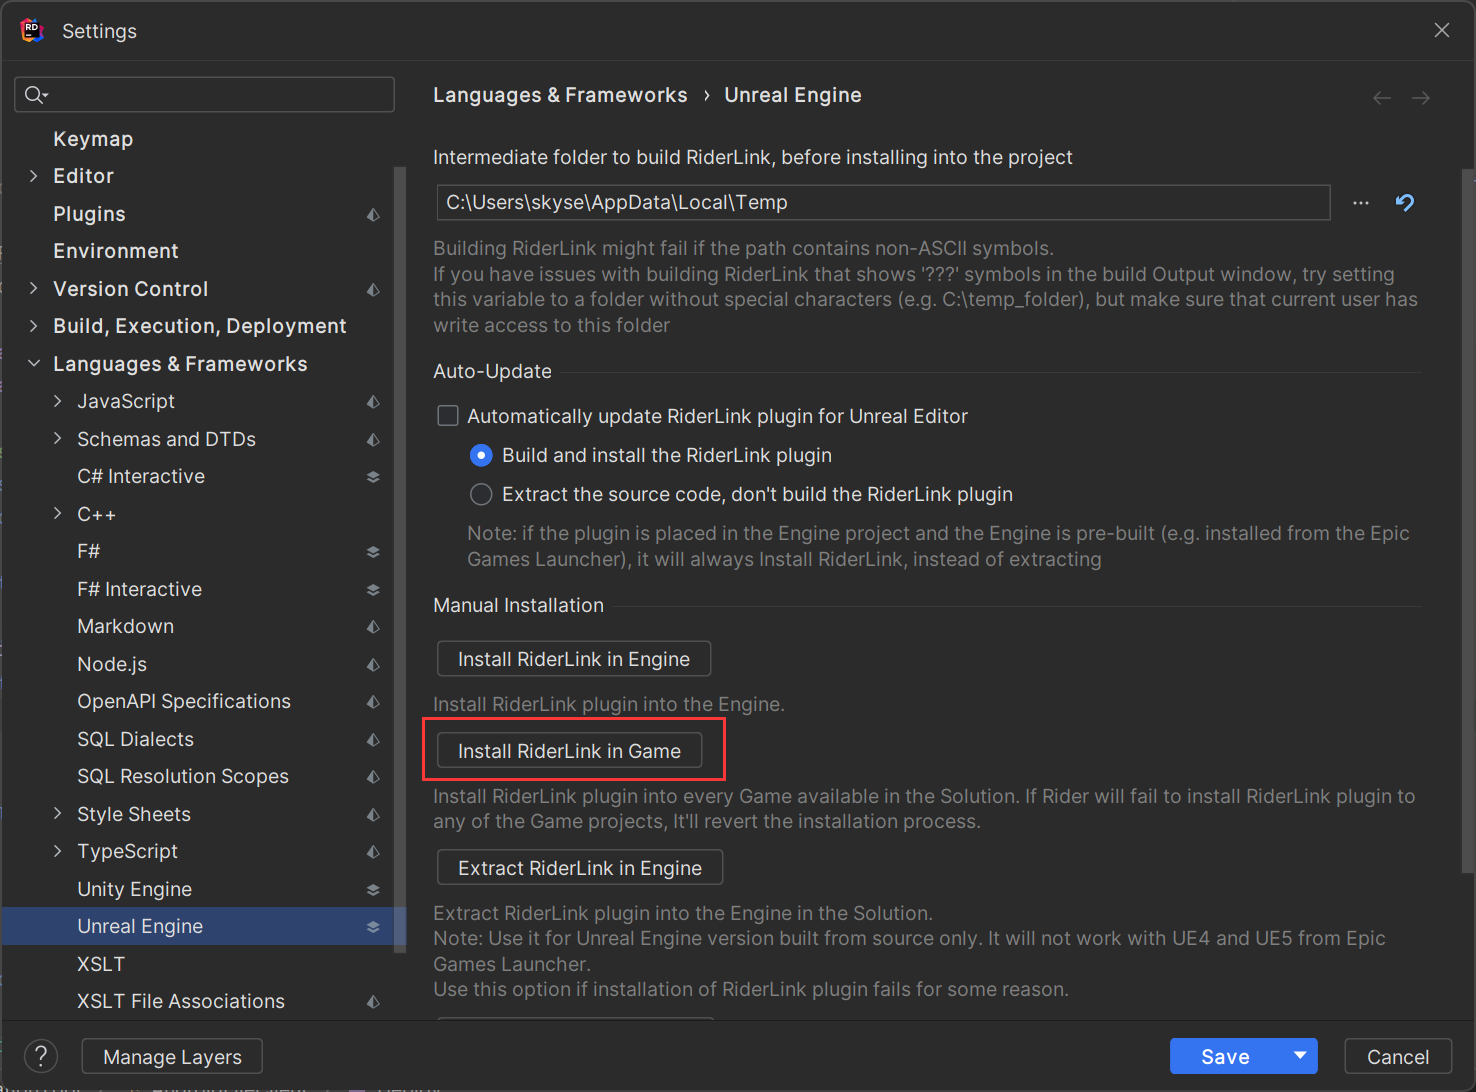 RD
Settings
Keymap
Editor
Plugins
Environment
Version Control
Build, Execution, Deployment
Languages & Frameworks
JavaScript
Schemas and DTDs
C# Interactive
C++
F#
F# Interactive
Markdown
Node.js
OpenAPI Specifications
SQL Dialects
SQL Resolution Scopes
Style Sheets
TypeScript
Unity Engine
Unreal Engine
XSLT
XSLT File Associations
Languages & Frameworks › Unreal Engine
Intermediate folder to build RiderLink, before installing into the project
C:\Users\skyse\AppData\Local\Temp
...
Building RiderLink might fail if the path contains non-ASCII symbols.
If you have issues with building RiderLink that shows '???' symbols in the build Output window, try setting
this variable to a folder without special characters (e.g. C:\temp_folder), but make sure that current user has
write access to this folder
Auto-Update
Automatically update RiderLink plugin for Unreal Editor
Build and install the RiderLink plugin
Extract the source code, don't build the RiderLink plugin
Note: if the plugin is placed in the Engine project and the Engine is pre-built (e.g. installed from the Epic
Games Launcher), it will always Install RiderLink, instead of extracting
Manual Installation
Install RiderLink in Engine
Install RiderLink plugin into the Engine.
Install RiderLink in Game
Install RiderLink plugin into every Game available in the Solution. If Rider will fail to install RiderLink plugin to
any of the Game projects, It'll revert the installation process.
Extract RiderLink in Engine
Extract RiderLink plugin into the Engine in the Solution.
Note: Use it for Unreal Engine version built from source only. It will not work with UE4 and UE5 from Epic
Games Launcher.
Use this option if installation of RiderLink plugin fails for some reason.
?
Manage Layers
Save
Cancel